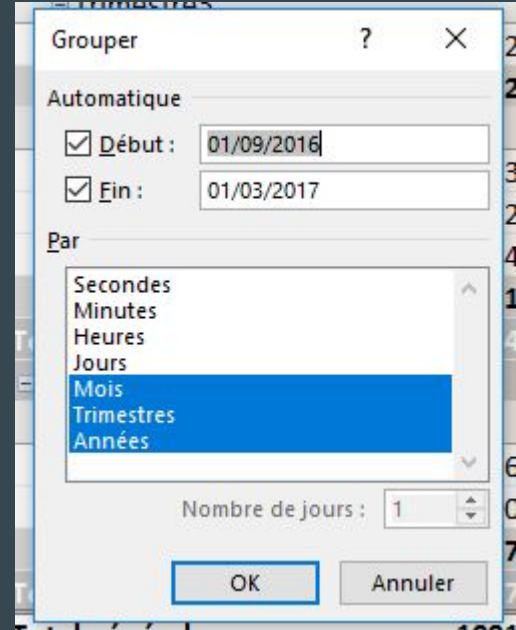 Trimestre3
Grouper ? ×
Automatique
Début : 01/09/2016
Fin : 01/03/2017
Par
Secondes
Minutes
Heures
Jours
Mois
Trimestres
Années
Nombre de jours : 1
OK Annuler